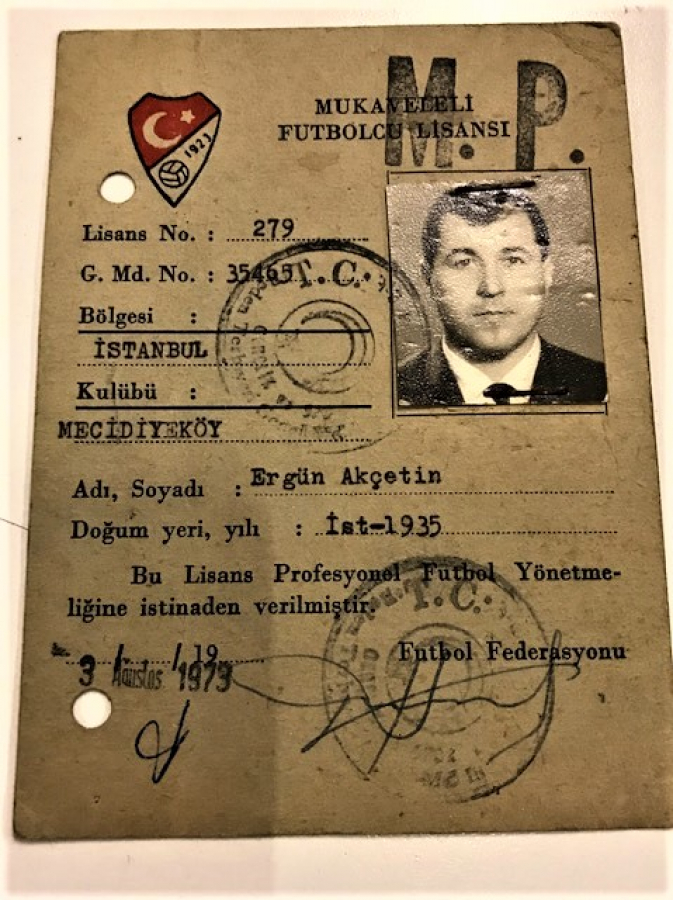 M. P.
MUKAVELELİ
FUTBOLCU LİSANSI
1923
Lisans No. : 279
G. Md. No. : 35465
T. C.
Bölgesi :
İSTANBUL
Kulübü :
MECİDİYEKÖY
Adı, Soyadı : Ergün Akçetin
Doğum yeri, yılı : İst-1935
Bu Lisans Profesyonel Futbol Yönetme-
liğine istinaden verilmiştir.
T. C.
/ / 19
Futbol Federasyonu
3 Ağustos 1973